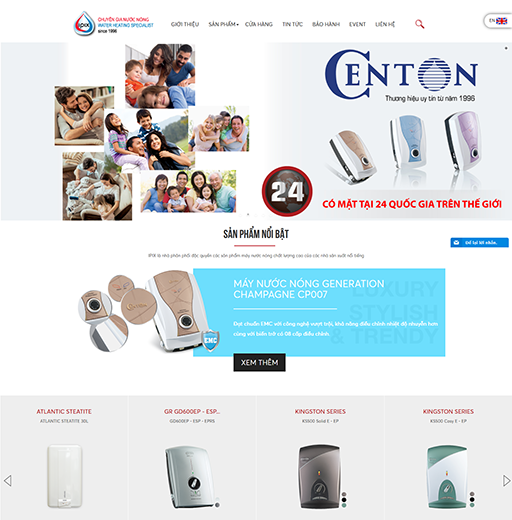 CHUYÊN GIA NƯỚC NÓNG
WATER HEATING SPECIALIST
since 1996
GIỚI THIỆU
SẢN PHẨM
CỬA HÀNG
TIN TỨC
BẢO HÀNH
EVENT
LIÊN HỆ
EN
CENTON
Thương hiệu uy tín từ năm 1996
24
CÓ MẶT TẠI 24 QUỐC GIA TRÊN THẾ GIỚI
SẢN PHẨM NỔI BẬT
là nhà phân phối độc quyền các sản phẩm máy nước nóng chất lượng cao của các nhà sản xuất nổi tiếng
Để lại lời nhắn.
MÁY NƯỚC NÓNG GENERATION
CHAMPAGNE CP007
LUXURY
STYLISH
& TRENDY
Đạt chuẩn EMC với công nghệ vượt trội, khả năng điều chỉnh nhiệt độ nhuyễn hơn
cùng với biến trở có 08 cấp điều chỉnh.
EMC
XEM THÊM
ATLANTIC STEATITE
ATLANTIC STEATITE 30L
GR GD600EP - ESP...
GD600EP - ESP - EPRS
KINGSTON SERIES
KS600 Solid E - EP
KINGSTON SERIES
KS600 Cosy E - EP